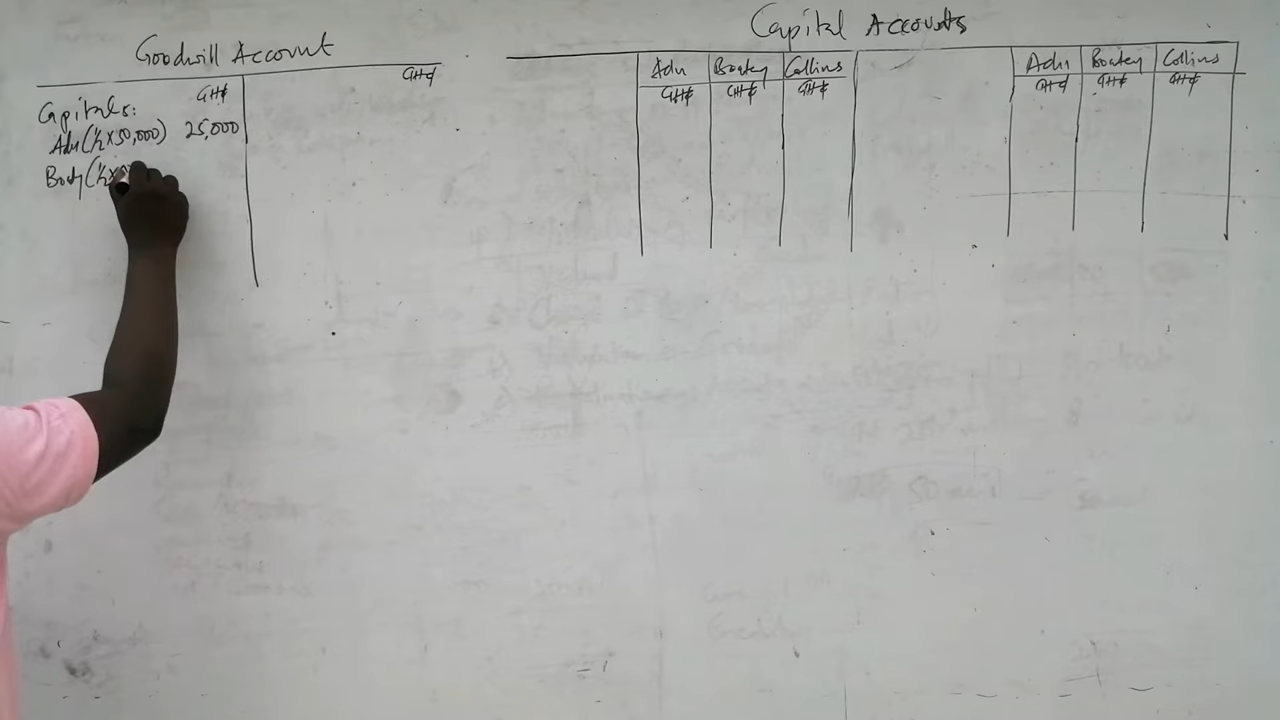 Goodwill Account
GH¢
GH¢
Capitals:
Adu (½ x 50,000) 25,000
(½ x
Capital Accounts
Adu Boatey Collins Adu Boatey Collins
GH¢ GH¢ GH¢ GH¢ GH¢ GH¢